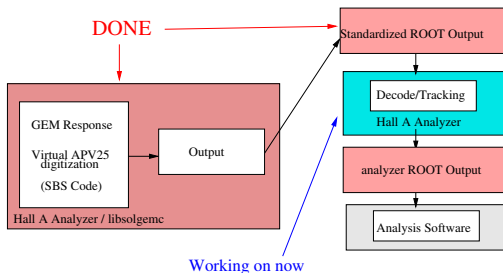 DONE
Standardized ROOT Output
Decode/Tracking
Hall A Analyzer
GEM Response
Virtual APV25
digitization
(SBS Code)
Output
Hall A Analyzer / libsolgemc
analyzer ROOT Output
Analysis Software
Working on now